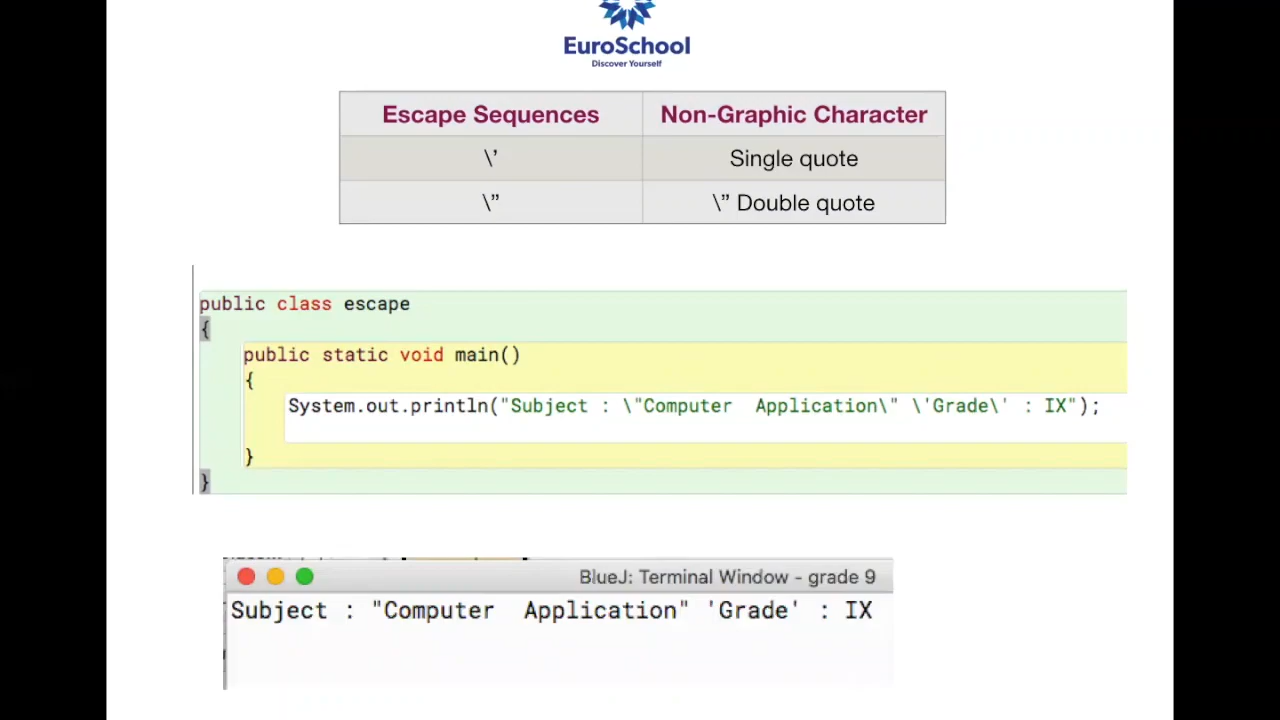 EuroSchool
Discover Yourself
Escape Sequences Non-Graphic Character
\’ Single quote
\” \” Double quote
public class escape
{
public static void main()
{
System.out.println("Subject : \"Computer  Application\" \'Grade\' : IX");
}
}
BlueJ: Terminal Window - grade 9
Subject : "Computer  Application" 'Grade' : IX